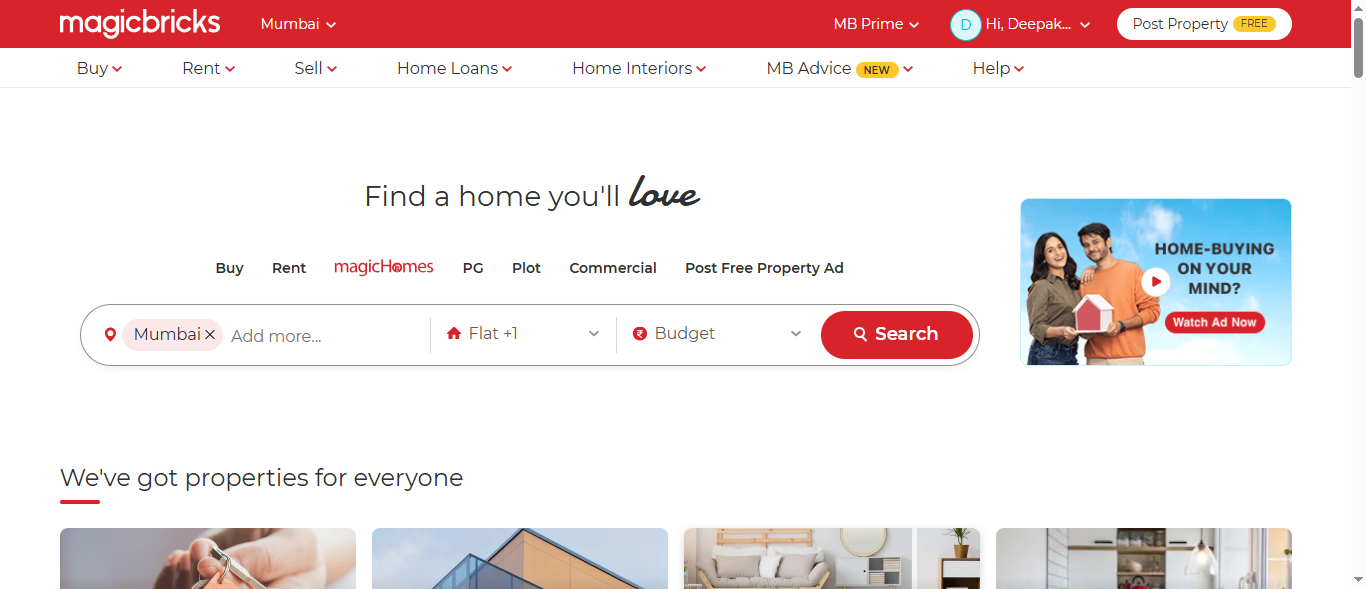 magicbricks Mumbai MB Prime D Hi, Deepak... Post Property FREE
Buy Rent Sell Home Loans Home Interiors MB Advice NEW Help
Find a home you'll love
Buy Rent magicHomes PG Plot Commercial Post Free Property Ad
Mumbai Add more... Flat +1 ₹ Budget Search
HOME-BUYING
ON YOUR
MIND?
Watch Ad Now
We've got properties for everyone